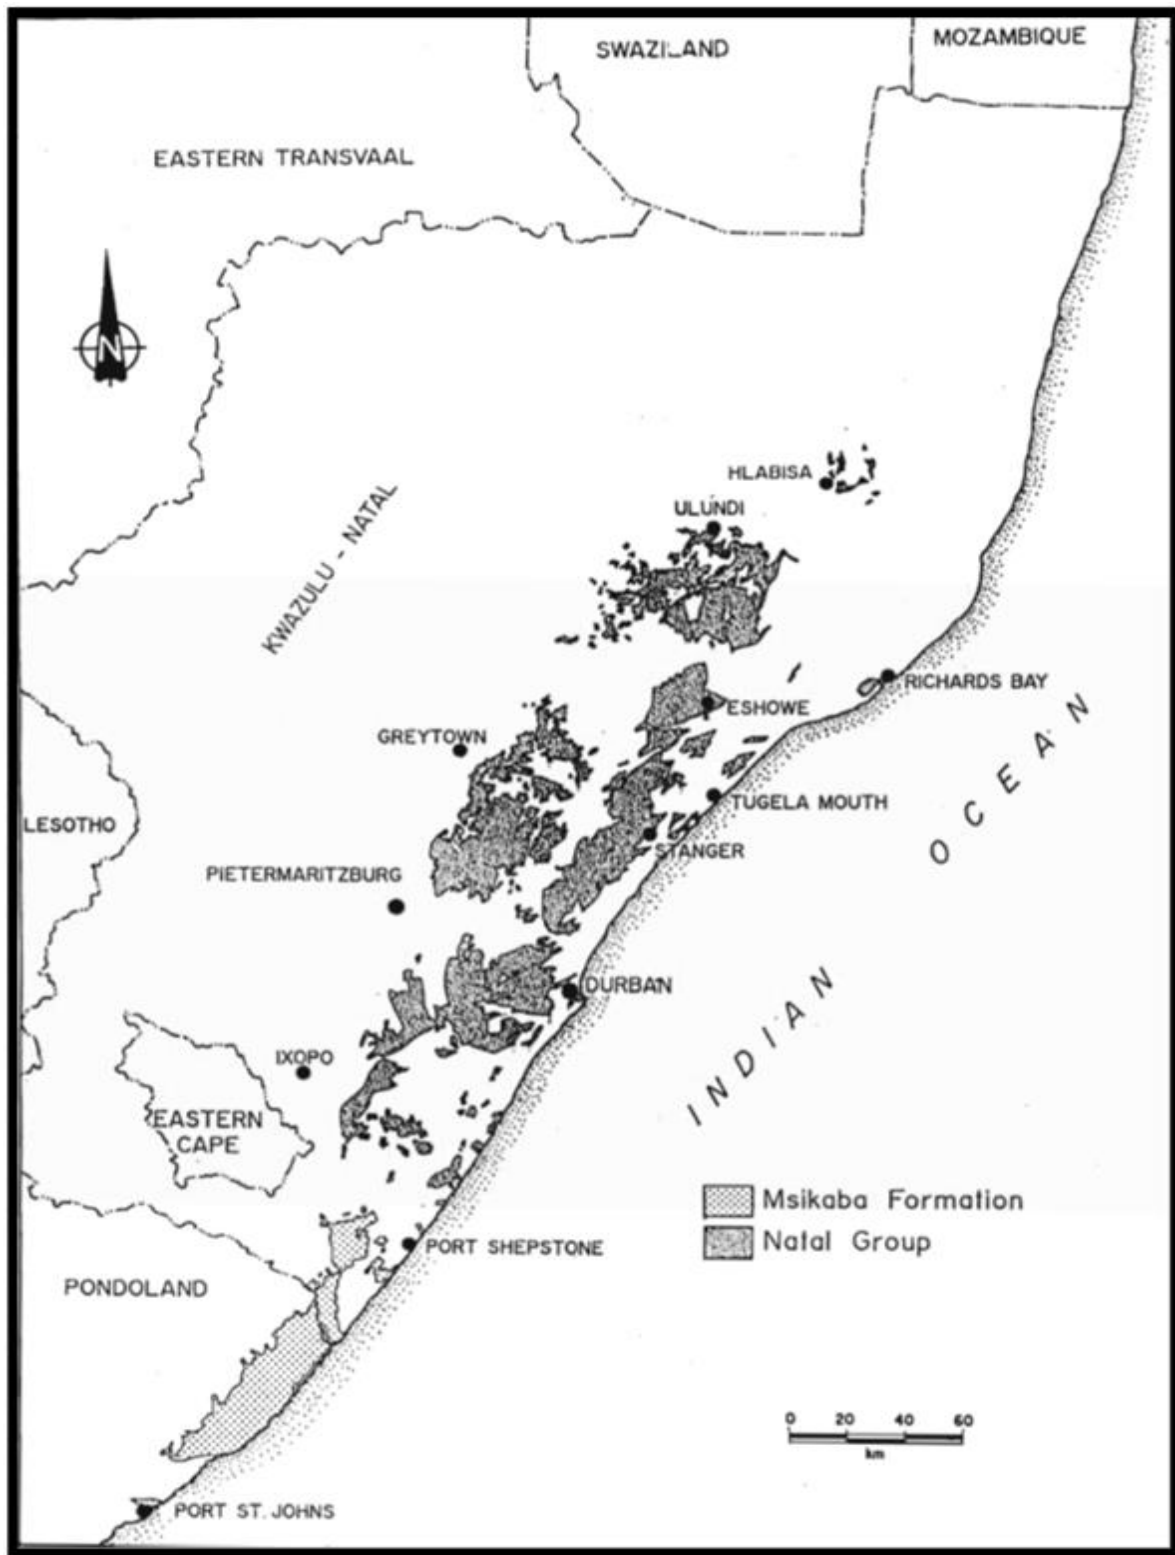 SWAZILAND
MOZAMBIQUE
EASTERN TRANSVAAL
N
HLABISA
ULUNDI
KWAZULU - NATAL
RICHARDS BAY
ESHOWE
GREYTOWN
TUGELA MOUTH
LESOTHO
STANGER
PIETERMARITZBURG
INDIAN OCEAN
DURBAN
IXOPO
EASTERN
CAPE
Msikaba Formation
Natal Group
PORT SHEPSTONE
PONDOLAND
0 20 40 60
km
PORT ST. JOHNS